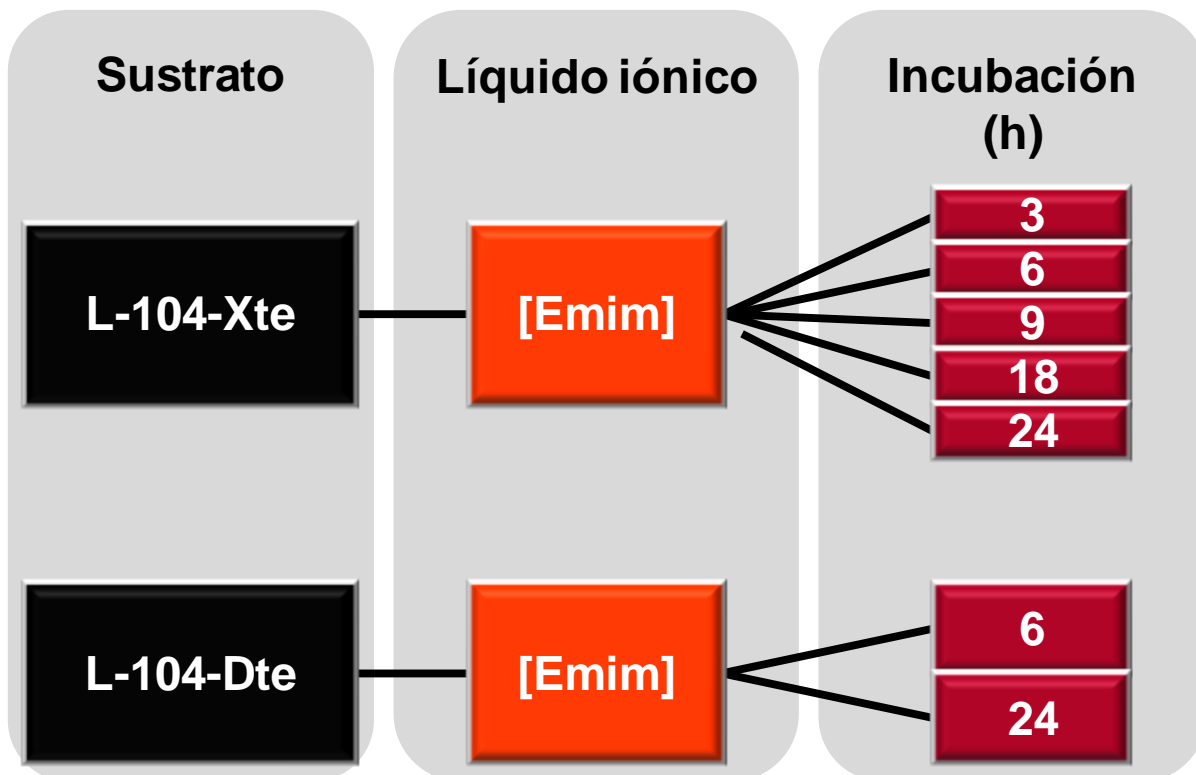 Sustrato
Líquido iónico
Incubación
(h)
L-104-Xte
[Emim]
3
6
9
18
24
L-104-Dte
[Emim]
6
24